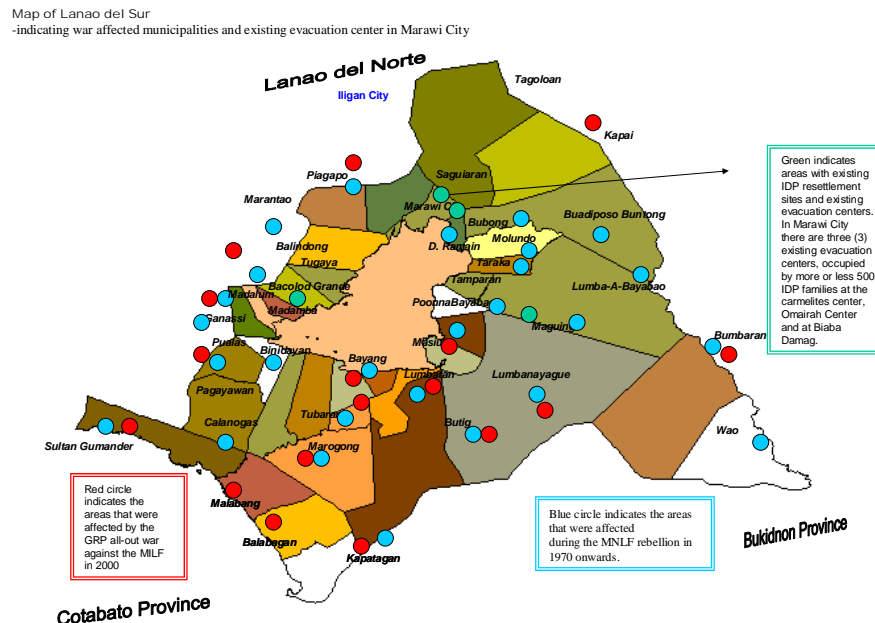 Map of Lanao del Sur
-indicating war affected municipalities and existing evacuation center in Marawi City
Lanao del Norte
Iligan City
Tagoloan
Kapai
Piagapo
Saguiaran
Marantao
Marawi C
Bubong
Buadiposo Buntong
Balindong
D. Ramain
Molundo
Tugaya
Taraka
Bacolod Grande
Tamparan
Lumba-A-Bayabao
Madalum
Madamba
PoonnaBayabao
Ganassi
Maguing
Pualas
Binidayan
Masiu
Bumbaran
Bayang
Pagayawan
Lumbatan
Lumbanayague
Tubaran
Calanogas
Butig
Wao
Sultan Gumander
Marogong
Malabang
Balabagan
Kapatagan
Bukidnon Province
Cotabato Province
Green indicates
areas with existing
IDP resettlement
sites and existing
evacuation centers.
In Marawi City
there are three (3)
existing evacuation
centers, occupied
by more or less 500
IDP families at the
carmelites center,
Omairah Center
and at Biaba
Damag.
Red circle
indicates the
areas that were
affected by the
GRP all-out war
against the MILF
in 2000
Blue circle indicates the areas
that were affected
during the MNLF rebellion in
1970 onwards.